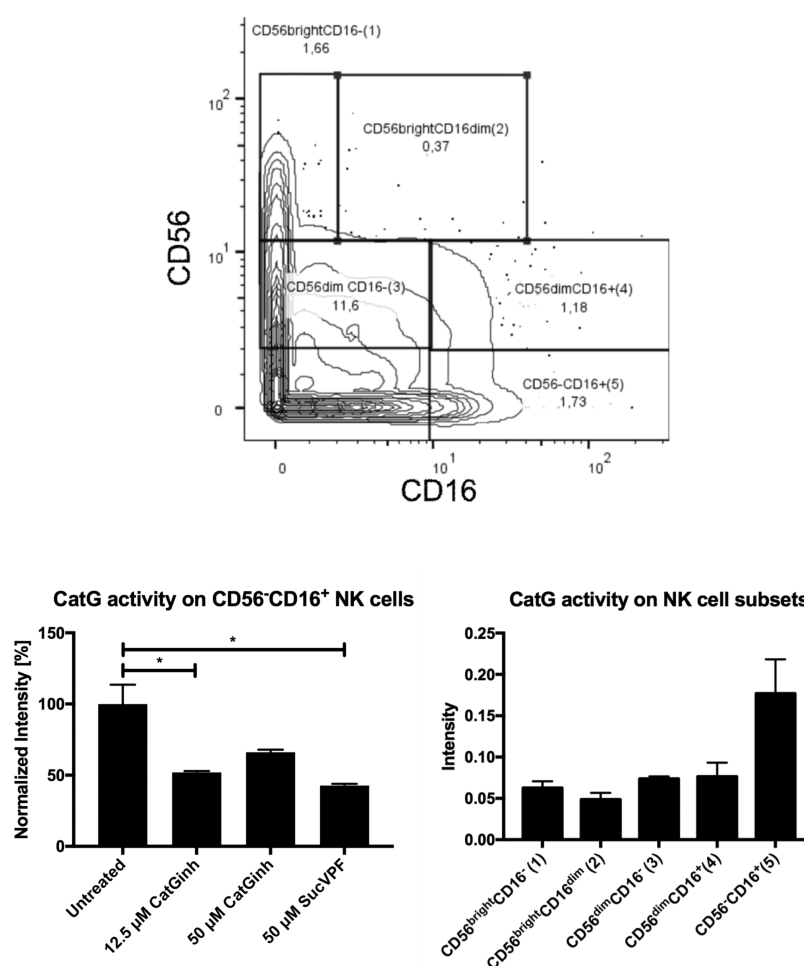 CD56brightCD16-(1)
1,66
10²
CD56brightCD16dim(2)
0,37
CD56
10¹
CD56dim CD16-(3)
11,6
CD56dimCD16+(4)
1,18
CD56-CD16+(5)
1,73
0
0
10¹
10²
CD16
CatG activity on CD56⁻CD16⁺ NK cells
Normalized Intensity [%]
150
100
50
0
*
*
Untreated
12.5 µM CatGinh
50 µM CatGinh
50 µM SucVPF
CatG activity on NK cell subsets
Intensity
0.25
0.20
0.15
0.10
0.05
0.00
CD56ᵇʳⁱᵍʰᵗCD16⁻ (1)
CD56ᵇʳⁱᵍʰᵗCD16ᵈⁱᵐ (2)
CD56ᵈⁱᵐCD16⁻ (3)
CD56ᵈⁱᵐCD16⁺ (4)
CD56⁻CD16⁺ (5)